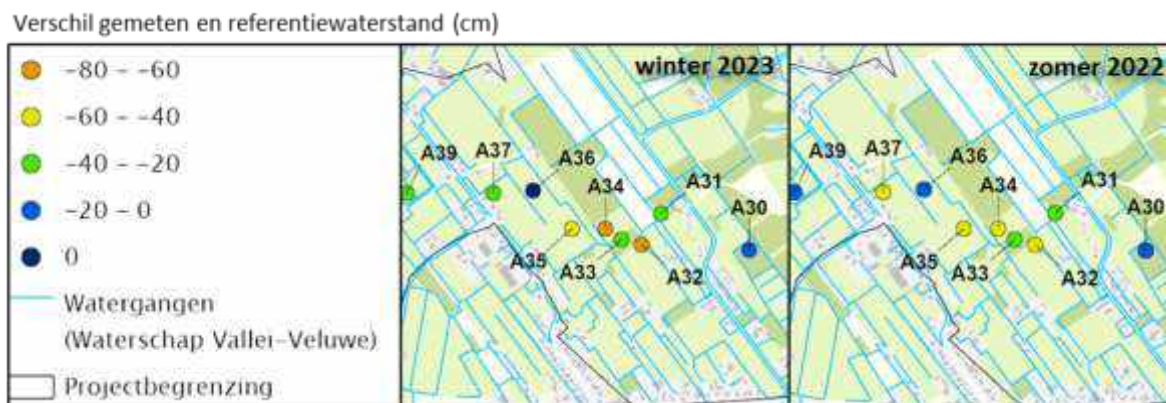 Verschil gemeten en referentiewaterstand (cm)
-80 - -60
-60 - -40
-40 - -20
-20 - 0
0
Watergangen
(Waterschap Vallei-Veluwe)
Projectbegrenzing
winter 2023
A39
A37
A36
A34
A31
A30
A35
A33
A32
zomer 2022
A39
A37
A36
A34
A31
A30
A35
A33
A32